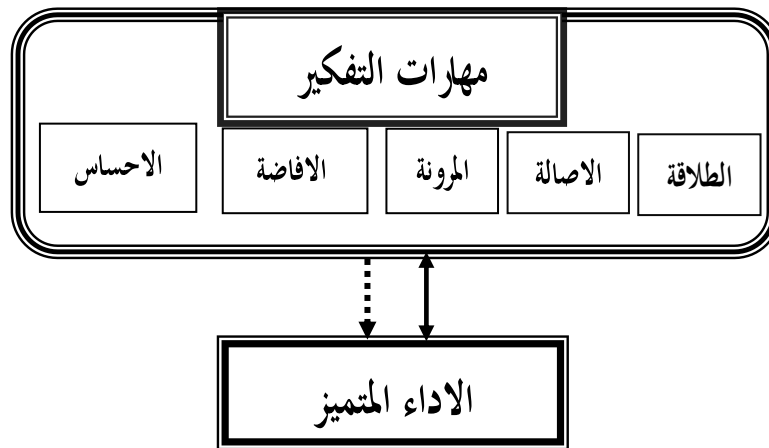 مهارات التفكير
الطلاقة
الاصالة
المرونة
الافاضة
الاحساس
الاداء المتميز